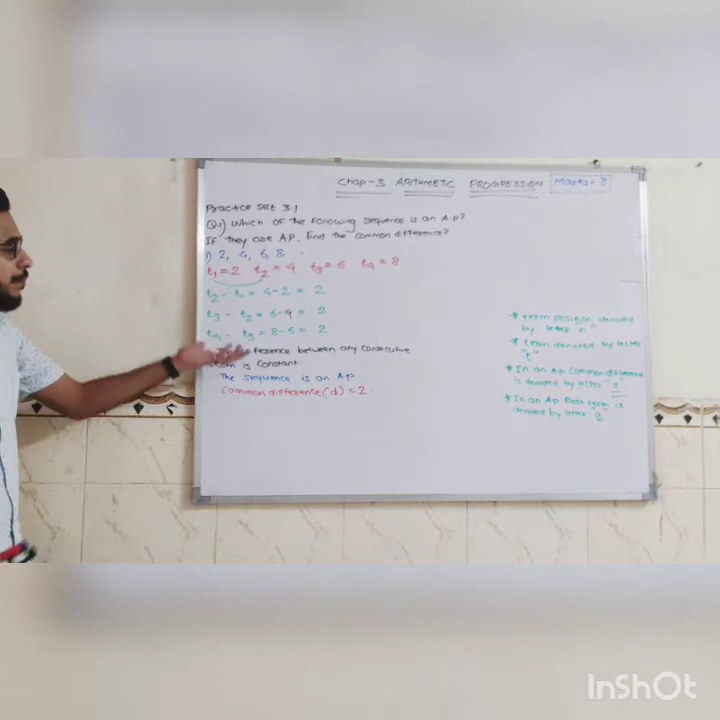 Chap-3 ARITHMETIC PROGRESSION Marks-8
Practice Set 3.1
Q.1) Which of the Following Sequence is an A.P?
If they are A.P. Find the common difference?
1) 2, 4, 6, 8 ...
t₁=2 t₂=4 t₃=6 t₄=8
t₂ - t₁ = 4-2 = 2
t₃ - t₂ = 6-4 = 2
t₄ - t₃ = 8-6 = 2
between any consecutive
is constant.
The sequence is an A.P
Common difference (d) = 2.
* term position denoted
by letter "n"
* term denoted by letter
"t"
* In an A.P Common difference
is denoted by letter
* In an A.P first term is
denoted by letter "a"
InShOt